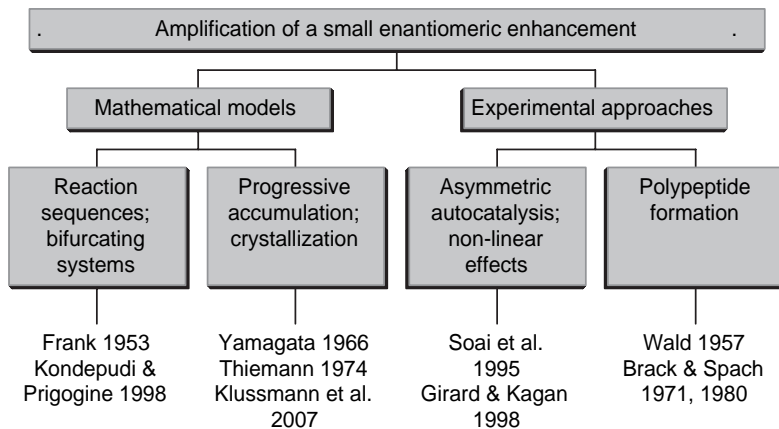 . Amplification of a small enantiomeric enhancement .
Mathematical models
Experimental approaches
Reaction
sequences;
bifurcating
systems
Progressive
accumulation;
crystallization
Asymmetric
autocatalysis;
non-linear
effects
Polypeptide
formation
Frank 1953
Kondepudi &
Prigogine 1998
Yamagata 1966
Thiemann 1974
Klussmann et al.
2007
Soai et al.
1995
Girard & Kagan
1998
Wald 1957
Brack & Spach
1971, 1980